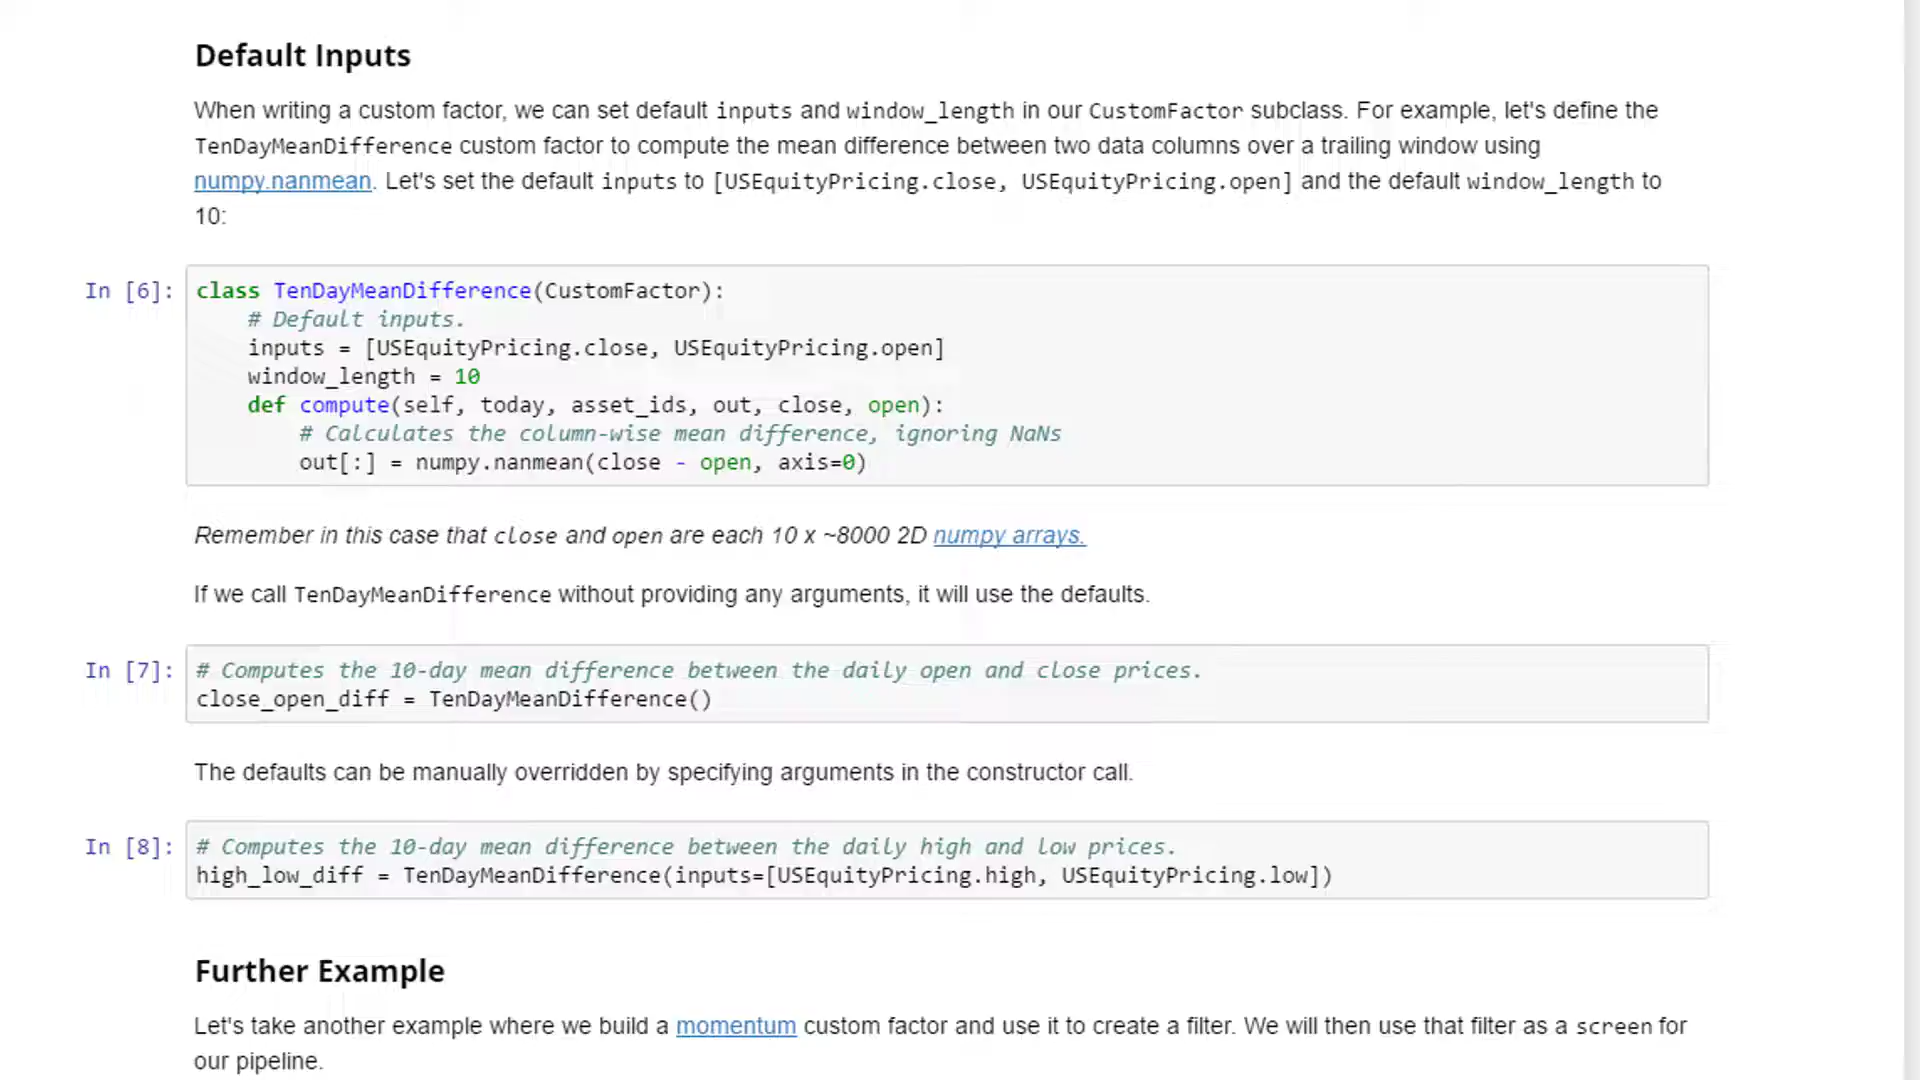 Default Inputs
When writing a custom factor, we can set default inputs and window_length in our CustomFactor subclass. For example, let's define the
TenDayMeanDifference custom factor to compute the mean difference between two data columns over a trailing window using
numpy.nanmean. Let's set the default inputs to [USEquityPricing.close, USEquityPricing.open] and the default window_length to
10:
In [6]: class TenDayMeanDifference(CustomFactor):
    # Default inputs.
    inputs = [USEquityPricing.close, USEquityPricing.open]
    window_length = 10
    def compute(self, today, asset_ids, out, close, open):
        # Calculates the column-wise mean difference, ignoring NaNs
        out[:] = numpy.nanmean(close - open, axis=0)
Remember in this case that close and open are each 10 x ~8000 2D numpy arrays.
If we call TenDayMeanDifference without providing any arguments, it will use the defaults.
In [7]: # Computes the 10-day mean difference between the daily open and close prices.
close_open_diff = TenDayMeanDifference()
The defaults can be manually overridden by specifying arguments in the constructor call.
In [8]: # Computes the 10-day mean difference between the daily high and low prices.
high_low_diff = TenDayMeanDifference(inputs=[USEquityPricing.high, USEquityPricing.low])
Further Example
Let's take another example where we build a momentum custom factor and use it to create a filter. We will then use that filter as a screen for
our pipeline.